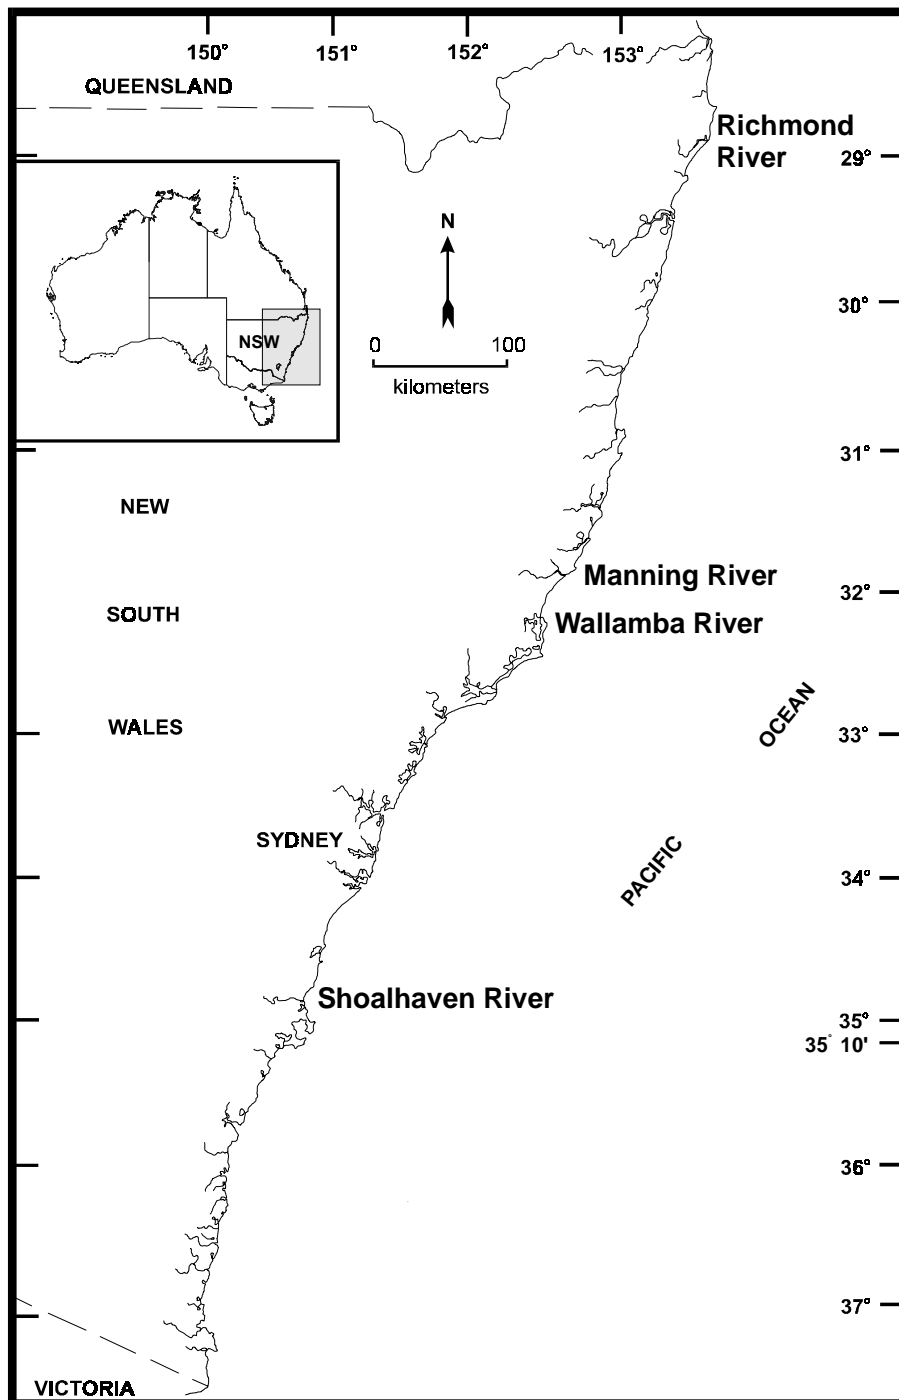 150° 151° 152° 153°
QUEENSLAND
Richmond
River
29°
N
30°
NSW
0 100
kilometers
31°
NEW
Manning River
32°
SOUTH
Wallamba River
OCEAN
WALES
33°
SYDNEY
PACIFIC
34°
Shoalhaven River
35°
35° 10'
36°
37°
VICTORIA